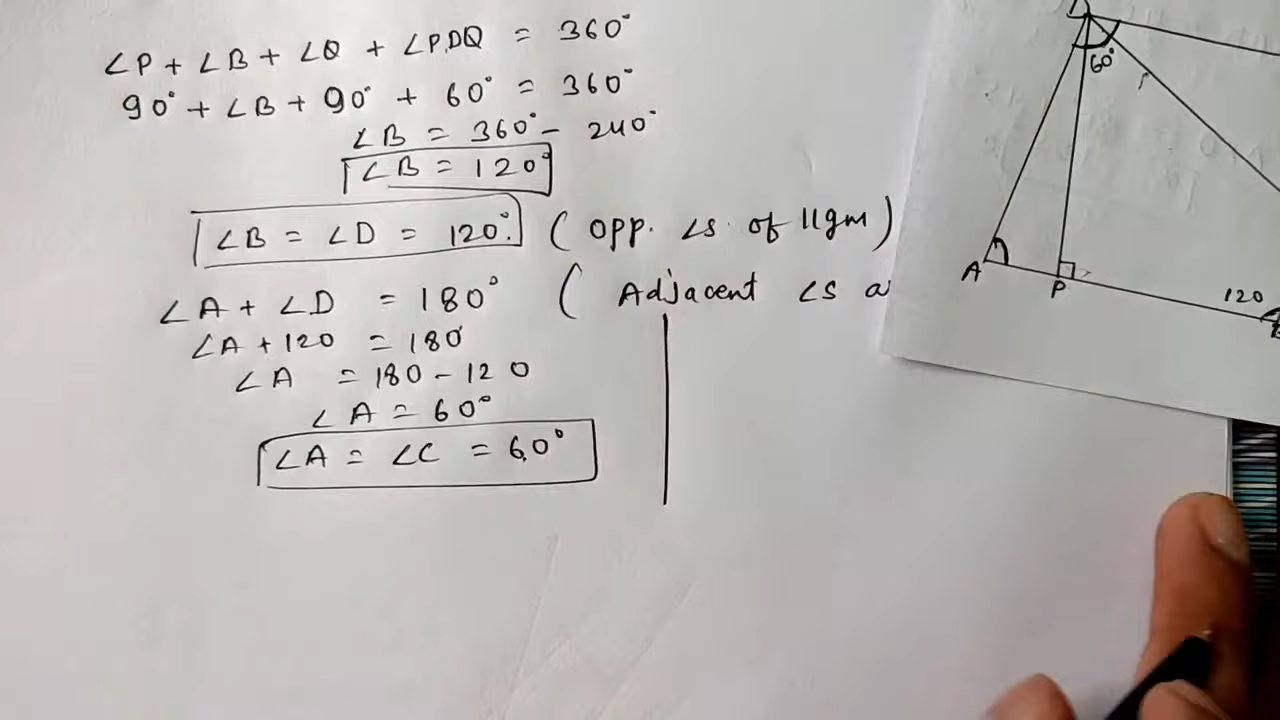 ∠P + ∠B + ∠Q + ∠PDQ = 360°
90° + ∠B + 90° + 60° = 360°
∠B = 360° - 240°
∠B = 120°
∠B = ∠D = 120°. (opp. ∠s. of 11gm)
∠A + ∠D = 180° ( Adjacent ∠s a
∠A + 120 = 180
∠A = 180 - 120
∠A = 60°
∠A = ∠C = 60°
D
60°
A
P
120